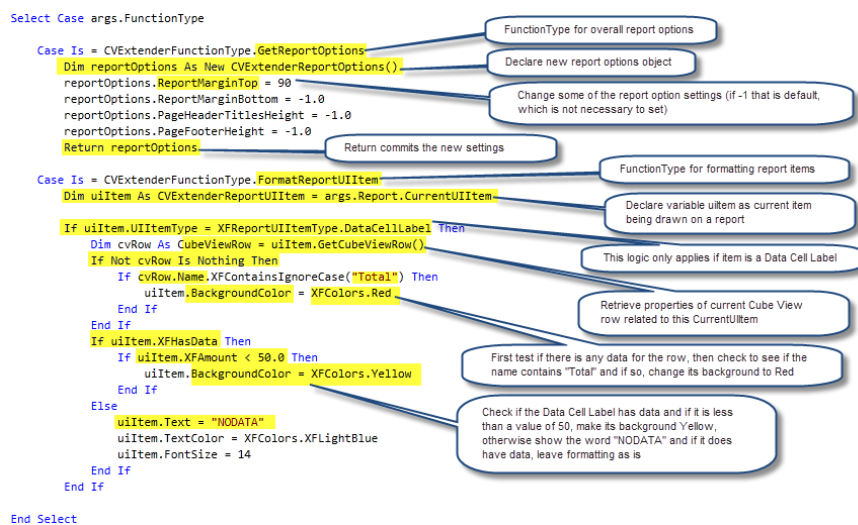 Select Case args.FunctionType
FunctionType for overall report options
Case Is = CVExtenderFunctionType.GetReportOptions
Dim reportOptions As New CVExtenderReportOptions()
Declare new report options object
reportOptions.ReportMarginTop = 90
reportOptions.ReportMarginBottom = -1.0
Change some of the report option settings (if -1 that is default,
which is not necessary to set)
reportOptions.PageHeaderTitlesHeight = -1.0
reportOptions.PageFooterHeight = -1.0
Return reportOptions
Return commits the new settings
FunctionType for formatting report items
Case Is = CVExtenderFunctionType.FormatReportUIItem
Dim uiItem As CVExtenderReportUIItem = args.Report.CurrentUIItem
Declare variable uiItem as current item
being drawn on a report
If uiItem.UIItemType = XFReportUIItemType.DataCellLabel Then
Dim cvRow As CubeViewRow = uiItem.GetCubeViewRow()
This logic only applies if item is a Data Cell Label
If Not cvRow Is Nothing Then
If cvRow.Name.XFContainsIgnoreCase("Total") Then
uiItem.BackgroundColor = XFColors.Red
End If
End If
Retrieve properties of current Cube View
row related to this CurrentUIItem
If uiItem.XFHasData Then
If uiItem.XFAmount < 50.0 Then
uiItem.BackgroundColor = XFColors.Yellow
End If
First test if there is any data for the row, then check to see if the
name contains "Total" and if so, change its background to Red
Else
uiItem.Text = "NODATA"
uiItem.TextColor = XFColors.XFLightBlue
uiItem.FontSize = 14
End If
End If
Check if the Data Cell Label has data and if it is less
than a value of 50, make its background Yellow,
otherwise show the word "NODATA" and if it does
have data, leave formatting as is
End Select